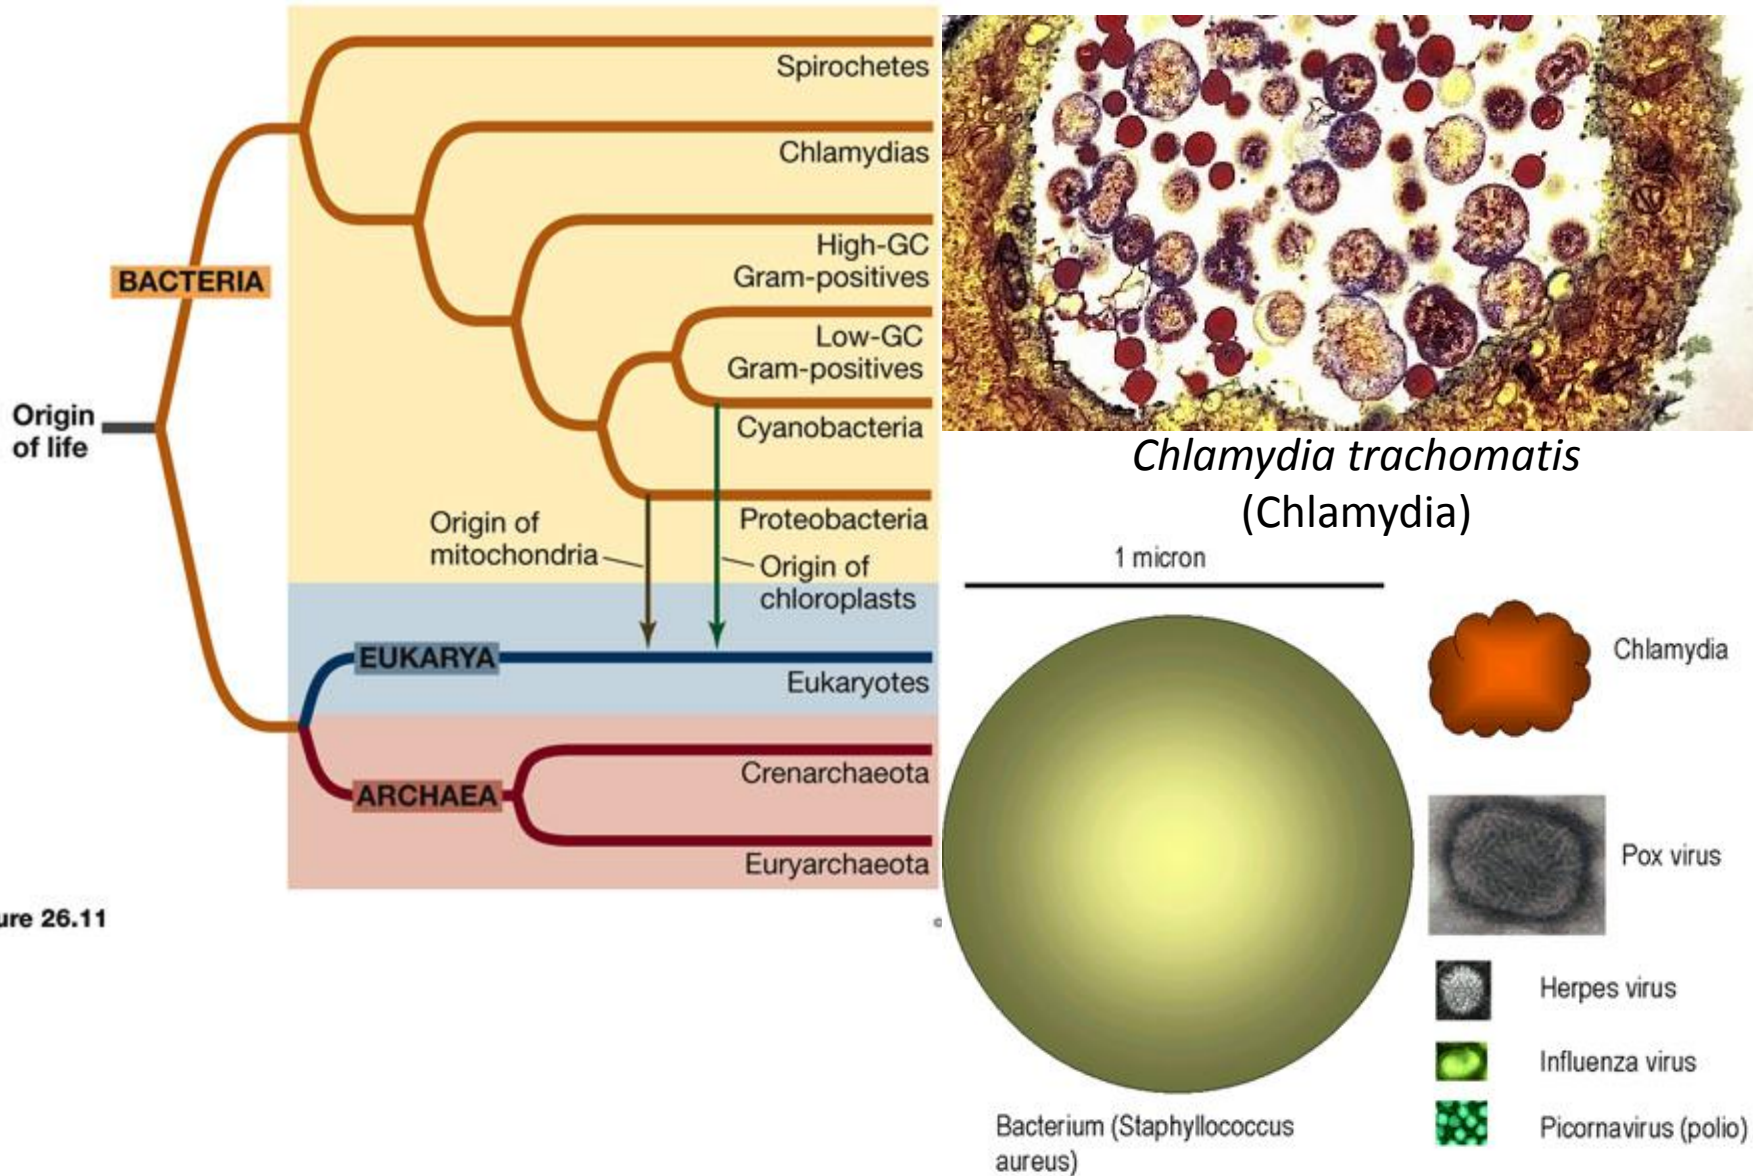 Spirochetes
Chlamydias
High-GC
Gram-positives
BACTERIA
Low-GC
Gram-positives
Origin
of life
Cyanobacteria
Proteobacteria
Origin of
mitochondria
Origin of
chloroplasts
EUKARYA
Eukaryotes
Crenarchaeota
ARCHAEA
Euryarchaeota
ure 26.11
©
Chlamydia trachomatis
(Chlamydia)
1 micron
Chlamydia
Pox virus
Herpes virus
Influenza virus
Picornavirus (polio)
Bacterium (Staphyllococcus
aureus)